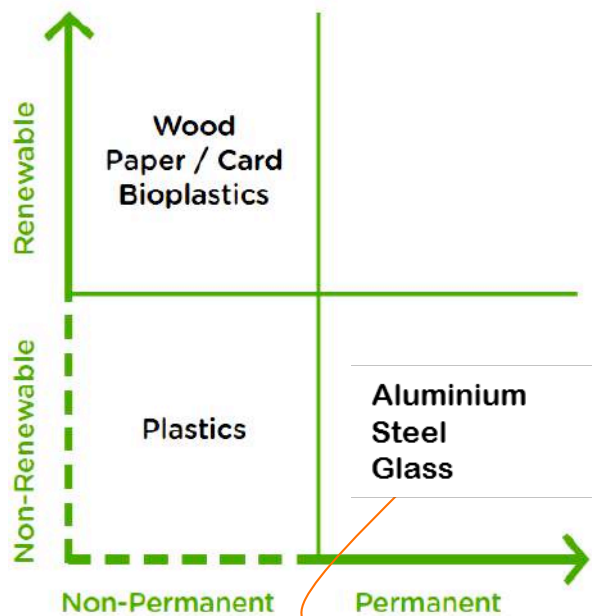 Renewable
Wood
Paper / Card
Bioplastics
Non-Renewable
Plastics
Aluminium
Steel
Glass
Non-Permanent
Permanent